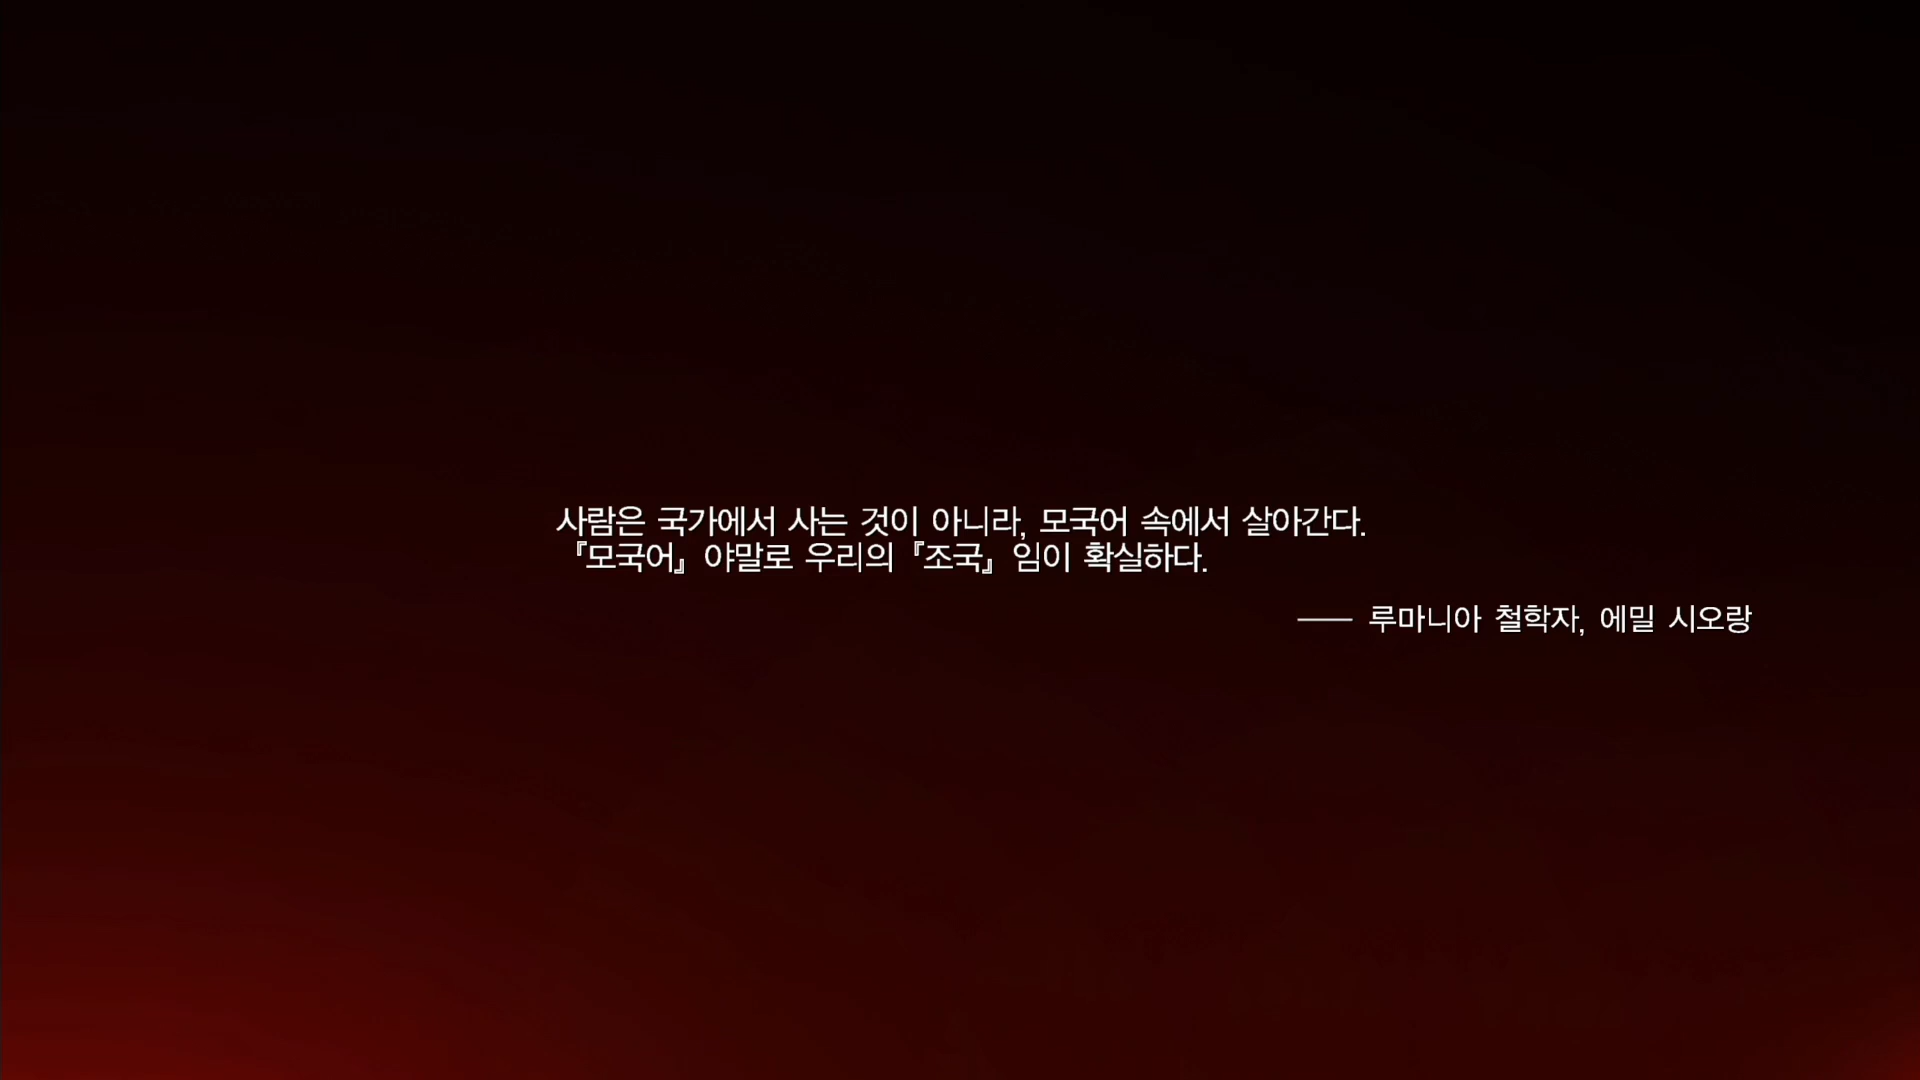 사람은 국가에서 사는 것이 아니라, 모국어 속에서 살아간다.
『모국어』야말로 우리의『조국』임이 확실하다.
―― 루마니아 철학자, 에밀 시오랑